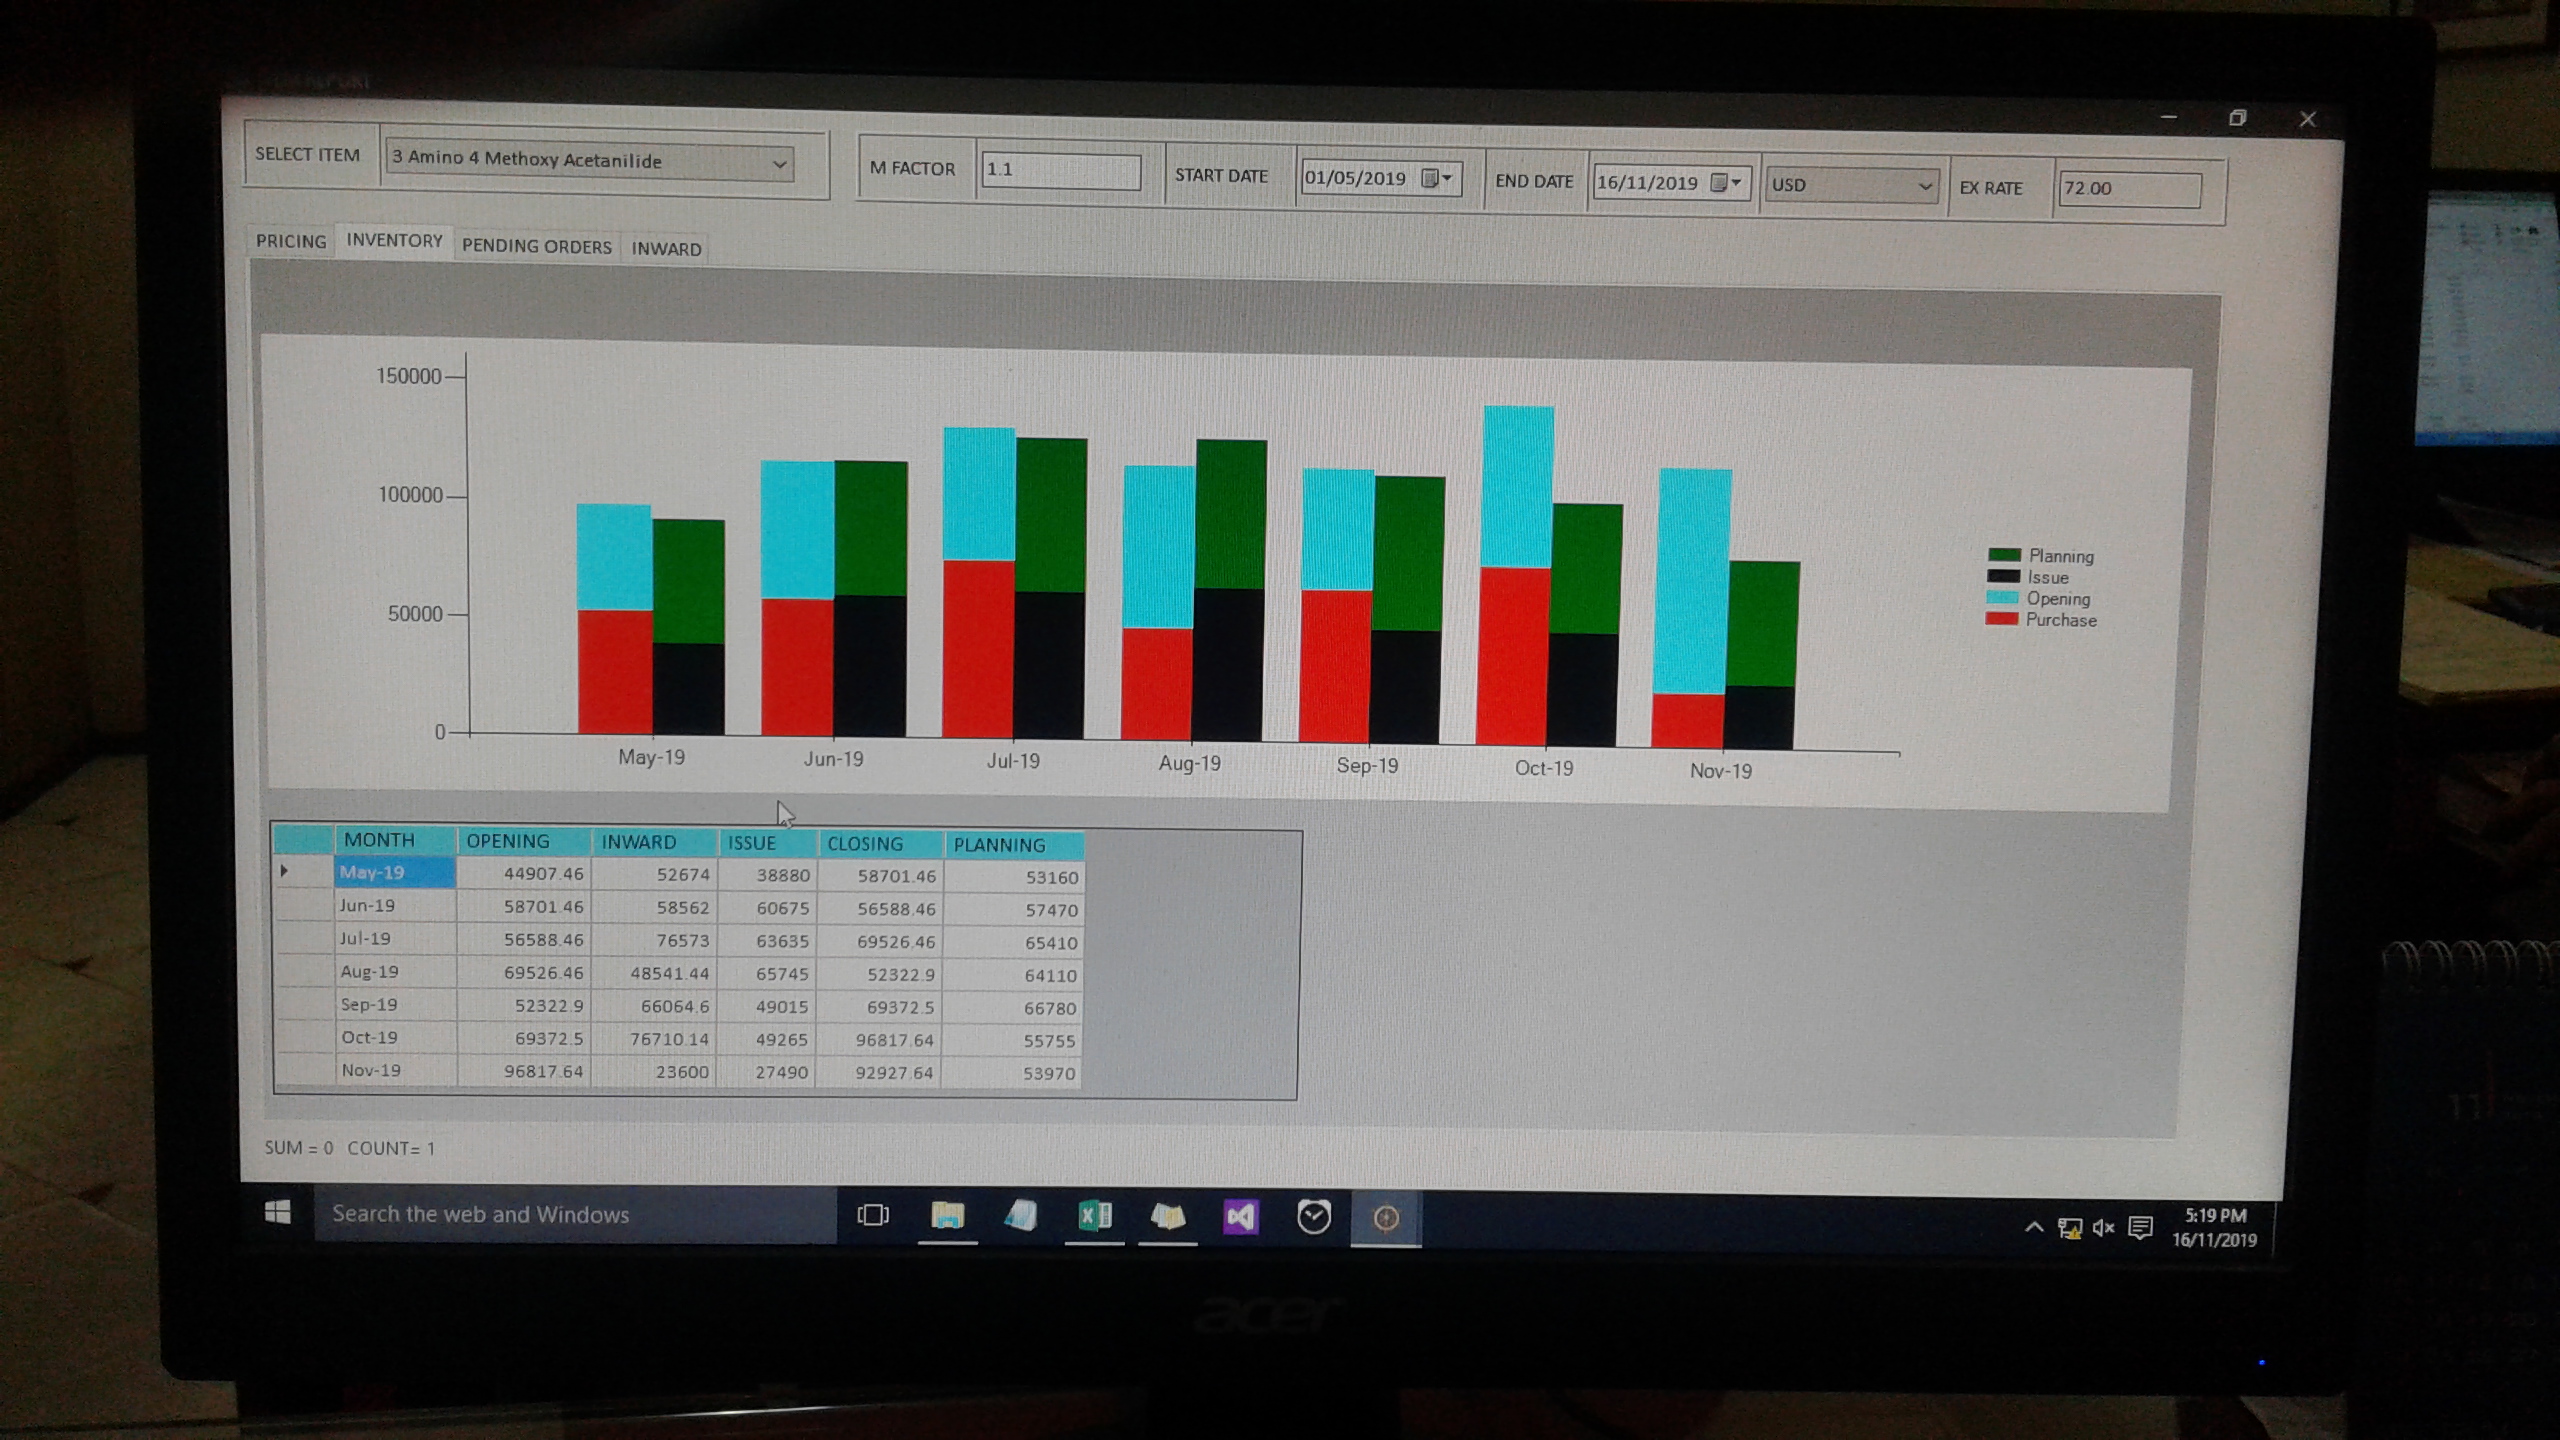 SELECT ITEM 3 Amino 4 Methoxy Acetanilide M FACTOR 1.1 START DATE 01/05/2019 END DATE 16/11/2019 USD EX RATE 72.00
PRICING INVENTORY PENDING ORDERS INWARD
150000
100000
50000
0
May-19 Jun-19 Jul-19 Aug-19 Sep-19 Oct-19 Nov-19
Planning
Issue
Opening
Purchase
MONTH OPENING INWARD ISSUE CLOSING PLANNING
May-19 44907.46 52674 38880 58701.46 53160
Jun-19 58701.46 58562 60675 56588.46 57470
Jul-19 56588.46 76573 63635 69526.46 65410
Aug-19 69526.46 48541.44 65745 52322.9 64110
Sep-19 52322.9 66064.6 49015 69372.5 66780
Oct-19 69372.5 76710.14 49265 96817.64 55755
Nov-19 96817.64 23600 27490 92927.64 53970
SUM = 0 COUNT= 1
Search the web and Windows
5:19 PM
16/11/2019
acer
11